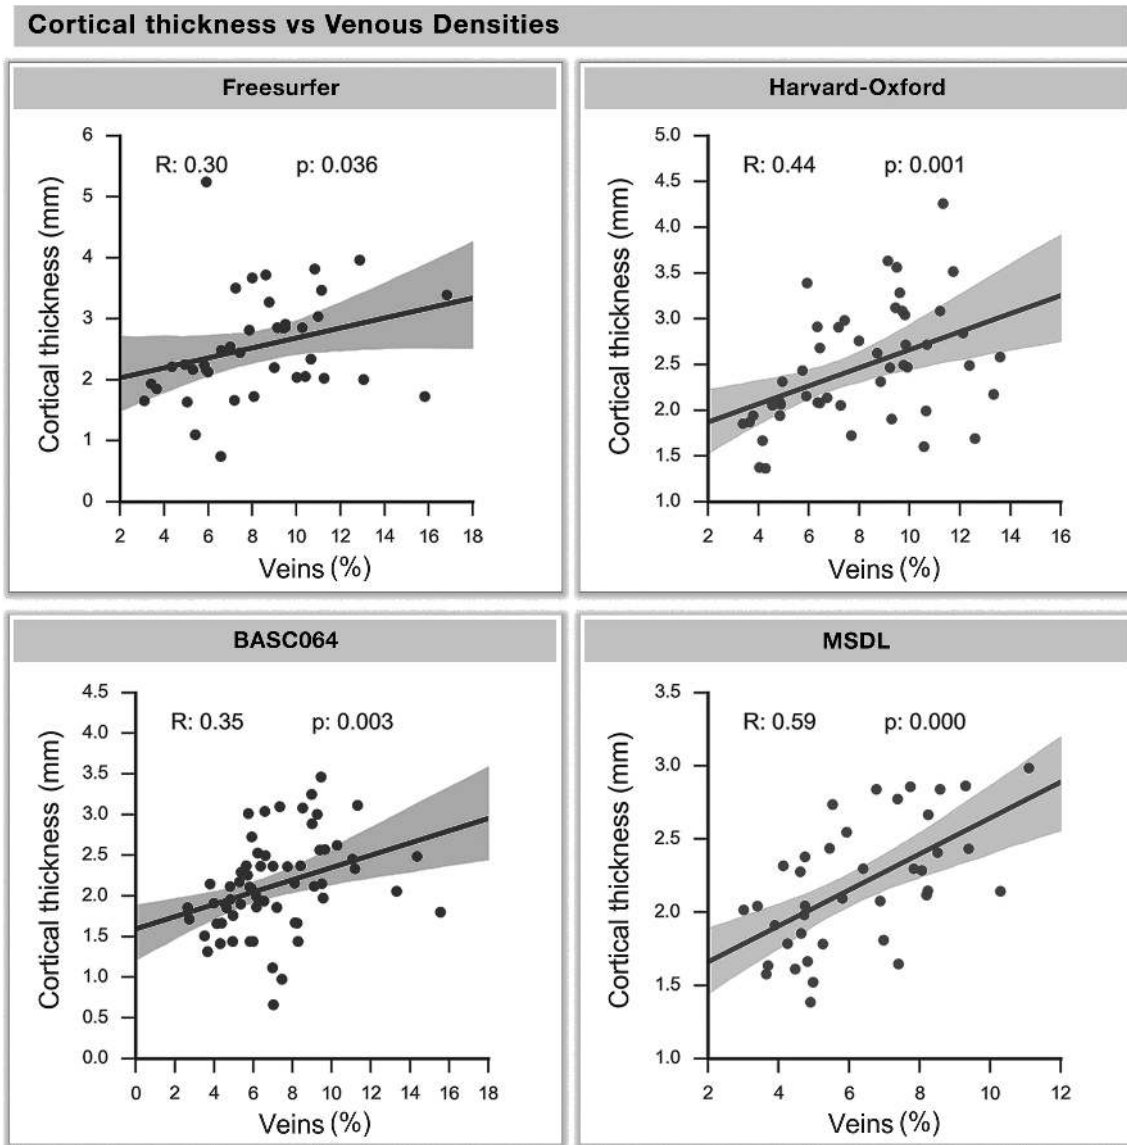 Cortical thickness vs Venous Densities
Freesurfer
R: 0.30 p: 0.036
Cortical thickness (mm)
6
5
4
3
2
1
0
2 4 6 8 10 12 14 16 18
Veins (%)
Harvard-Oxford
R: 0.44 p: 0.001
Cortical thickness (mm)
5.0
4.5
4.0
3.5
3.0
2.5
2.0
1.5
1.0
2 4 6 8 10 12 14 16
Veins (%)
BASC064
R: 0.35 p: 0.003
Cortical thickness (mm)
4.5
4.0
3.5
3.0
2.5
2.0
1.5
1.0
0.5
0.0
0 2 4 6 8 10 12 14 16 18
Veins (%)
MSDL
R: 0.59 p: 0.000
Cortical thickness (mm)
3.5
3.0
2.5
2.0
1.5
1.0
2 4 6 8 10 12
Veins (%)